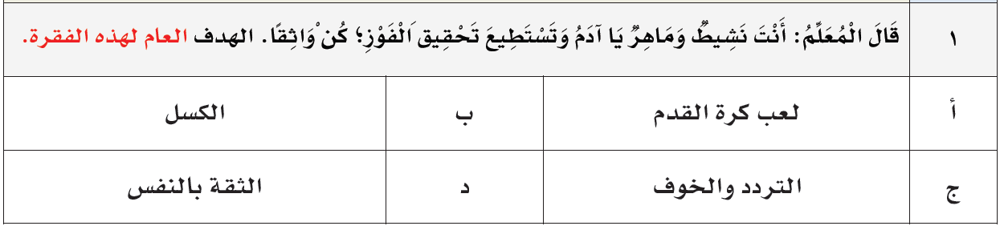 ١ قَالَ الْمُعَلِّمُ: أَنْتَ نَشِيطٌ وَمَاهِرٌ يَا آدَمُ وَتَسْتَطِيعَ تَحْقِيق َالْفَوْزِ؛ كُن ْوَاثِقًا. الهدف العام لهذه الفقرة.
أ لعب كرة القدم ب الكسل
ج التردد والخوف د الثقة بالنفس